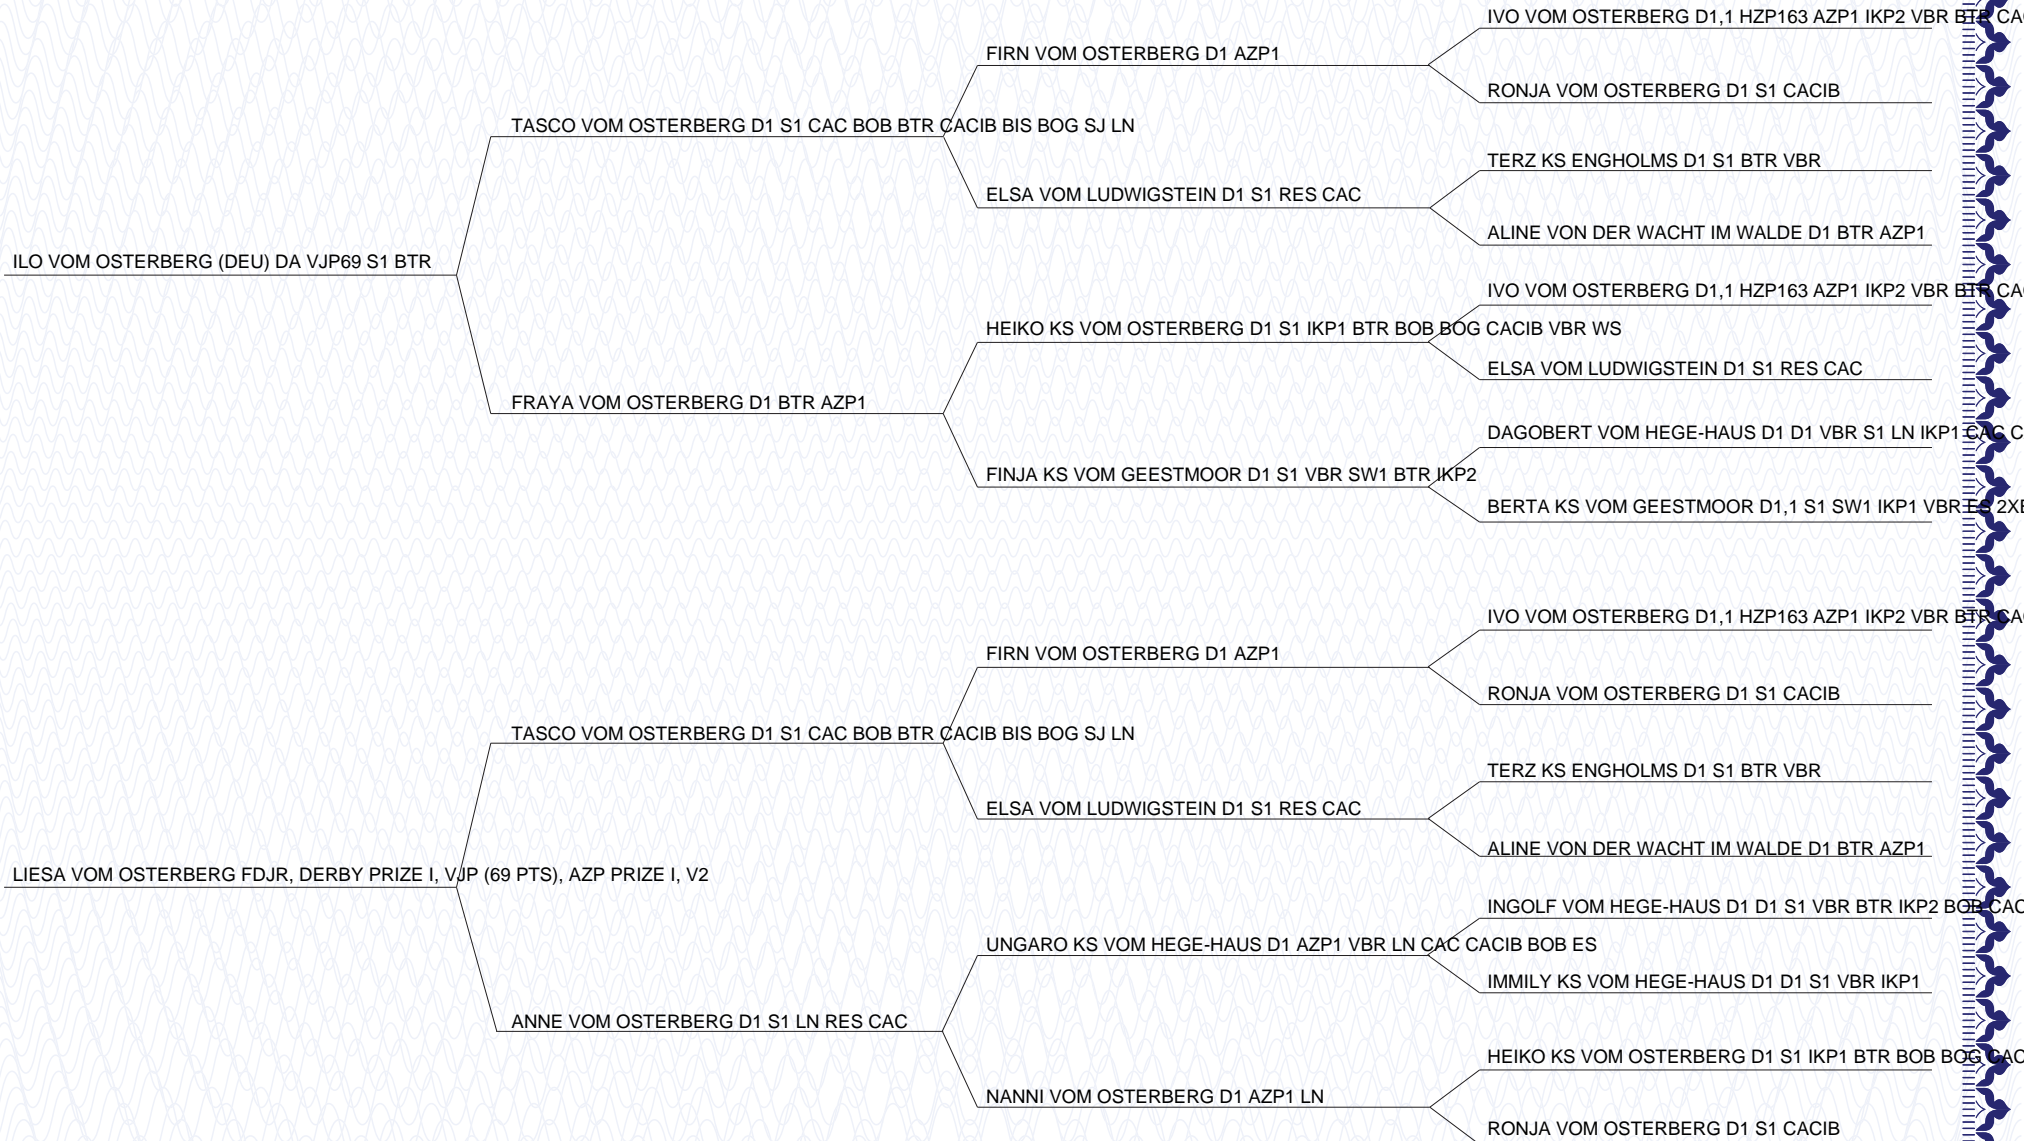 IVO VOM OSTERBERG D1,1 HZP163 AZP1 IKP2 VBR BTR
FIRN VOM OSTERBERG D1 AZP1
RONJA VOM OSTERBERG D1 S1 CACIB
TASCO VOM OSTERBERG D1 S1 CAC BOB BTR CACIB BIS BOG SJ LN
TERZ KS ENGHOLMS D1 S1 BTR VBR
ELSA VOM LUDWIGSTEIN D1 S1 RES CAC
ALINE VON DER WACHT IM WALDE D1 BTR AZP1
ILO VOM OSTERBERG (DEU) DA VJP69 S1 BTR
IVO VOM OSTERBERG D1,1 HZP163 AZP1 IKP2 VBR BTR
HEIKO KS VOM OSTERBERG D1 S1 IKP1 BTR BOB BOG CACIB VBR WS
ELSA VOM LUDWIGSTEIN D1 S1 RES CAC
FRAYA VOM OSTERBERG D1 BTR AZP1
DAGOBERT VOM HEGE-HAUS D1 D1 VBR S1 LN IKP1 CAC
FINJA KS VOM GEESTMOOR D1 S1 VBR SW1 BTR IKP2
BERTA KS VOM GEESTMOOR D1,1 S1 SW1 IKP1 VBR ES
IVO VOM OSTERBERG D1,1 HZP163 AZP1 IKP2 VBR BTR
FIRN VOM OSTERBERG D1 AZP1
RONJA VOM OSTERBERG D1 S1 CACIB
TASCO VOM OSTERBERG D1 S1 CAC BOB BTR CACIB BIS BOG SJ LN
TERZ KS ENGHOLMS D1 S1 BTR VBR
ELSA VOM LUDWIGSTEIN D1 S1 RES CAC
ALINE VON DER WACHT IM WALDE D1 BTR AZP1
LIESA VOM OSTERBERG FDJR, DERBY PRIZE I, VJP (69 PTS), AZP PRIZE I, V2
INGOLF VOM HEGE-HAUS D1 D1 S1 VBR BTR IKP2 BOB CAC
UNGARO KS VOM HEGE-HAUS D1 AZP1 VBR LN CAC CACIB BOB ES
IMMILY KS VOM HEGE-HAUS D1 D1 S1 VBR IKP1
ANNE VOM OSTERBERG D1 S1 LN RES CAC
HEIKO KS VOM OSTERBERG D1 S1 IKP1 BTR BOB BOG CAC
NANNI VOM OSTERBERG D1 AZP1 LN
RONJA VOM OSTERBERG D1 S1 CACIB